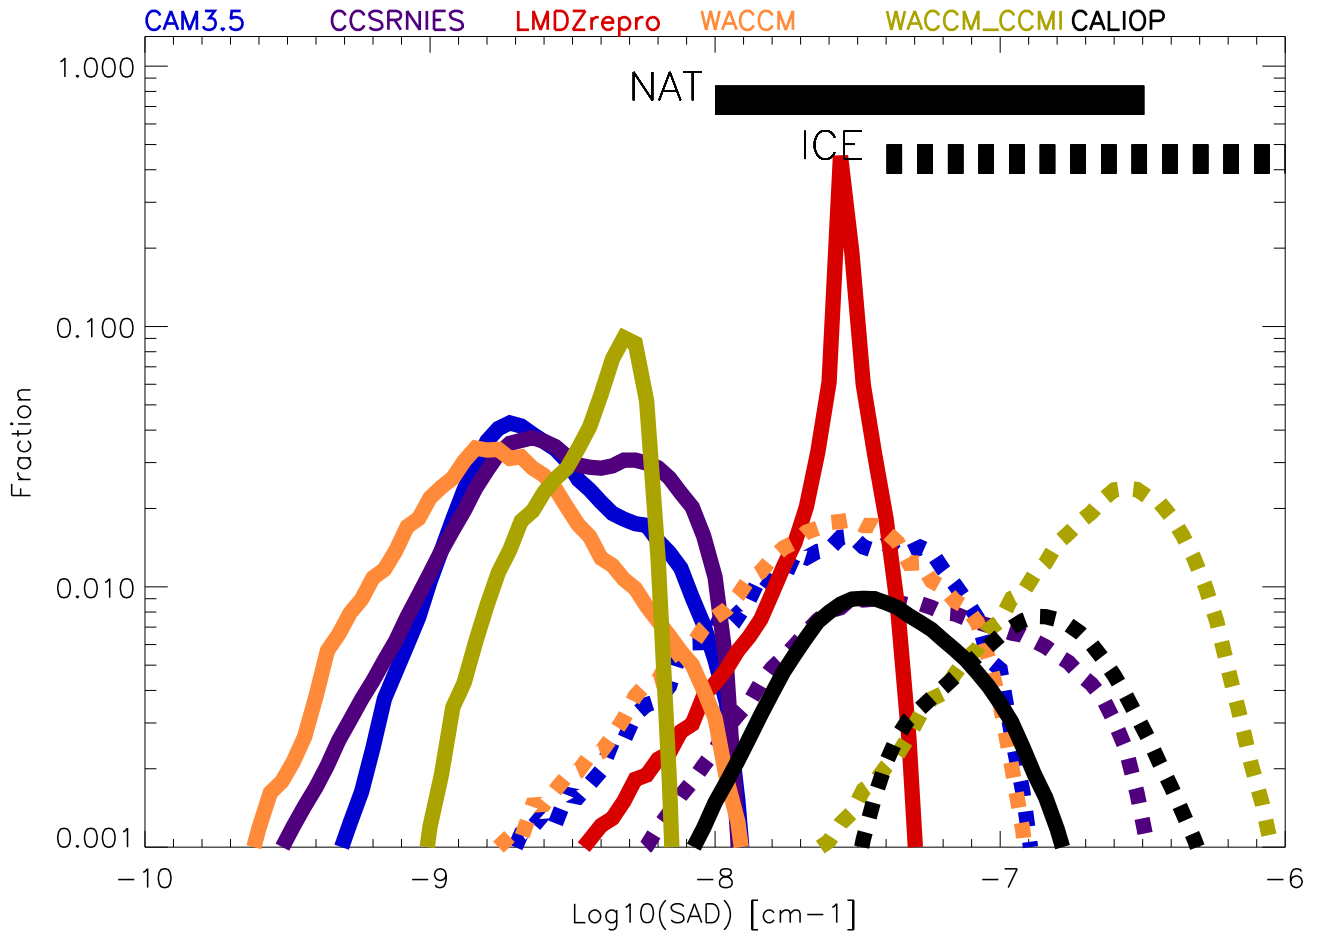 CAM3.5 CCSRNIES LMDZrepro WACCM WACCM_CCMI CALIOP
1.000
NAT
ICE
0.100
Fraction
0.010
0.001
-10 -9 -8 -7 -6
Log10(SAD) [cm-1]